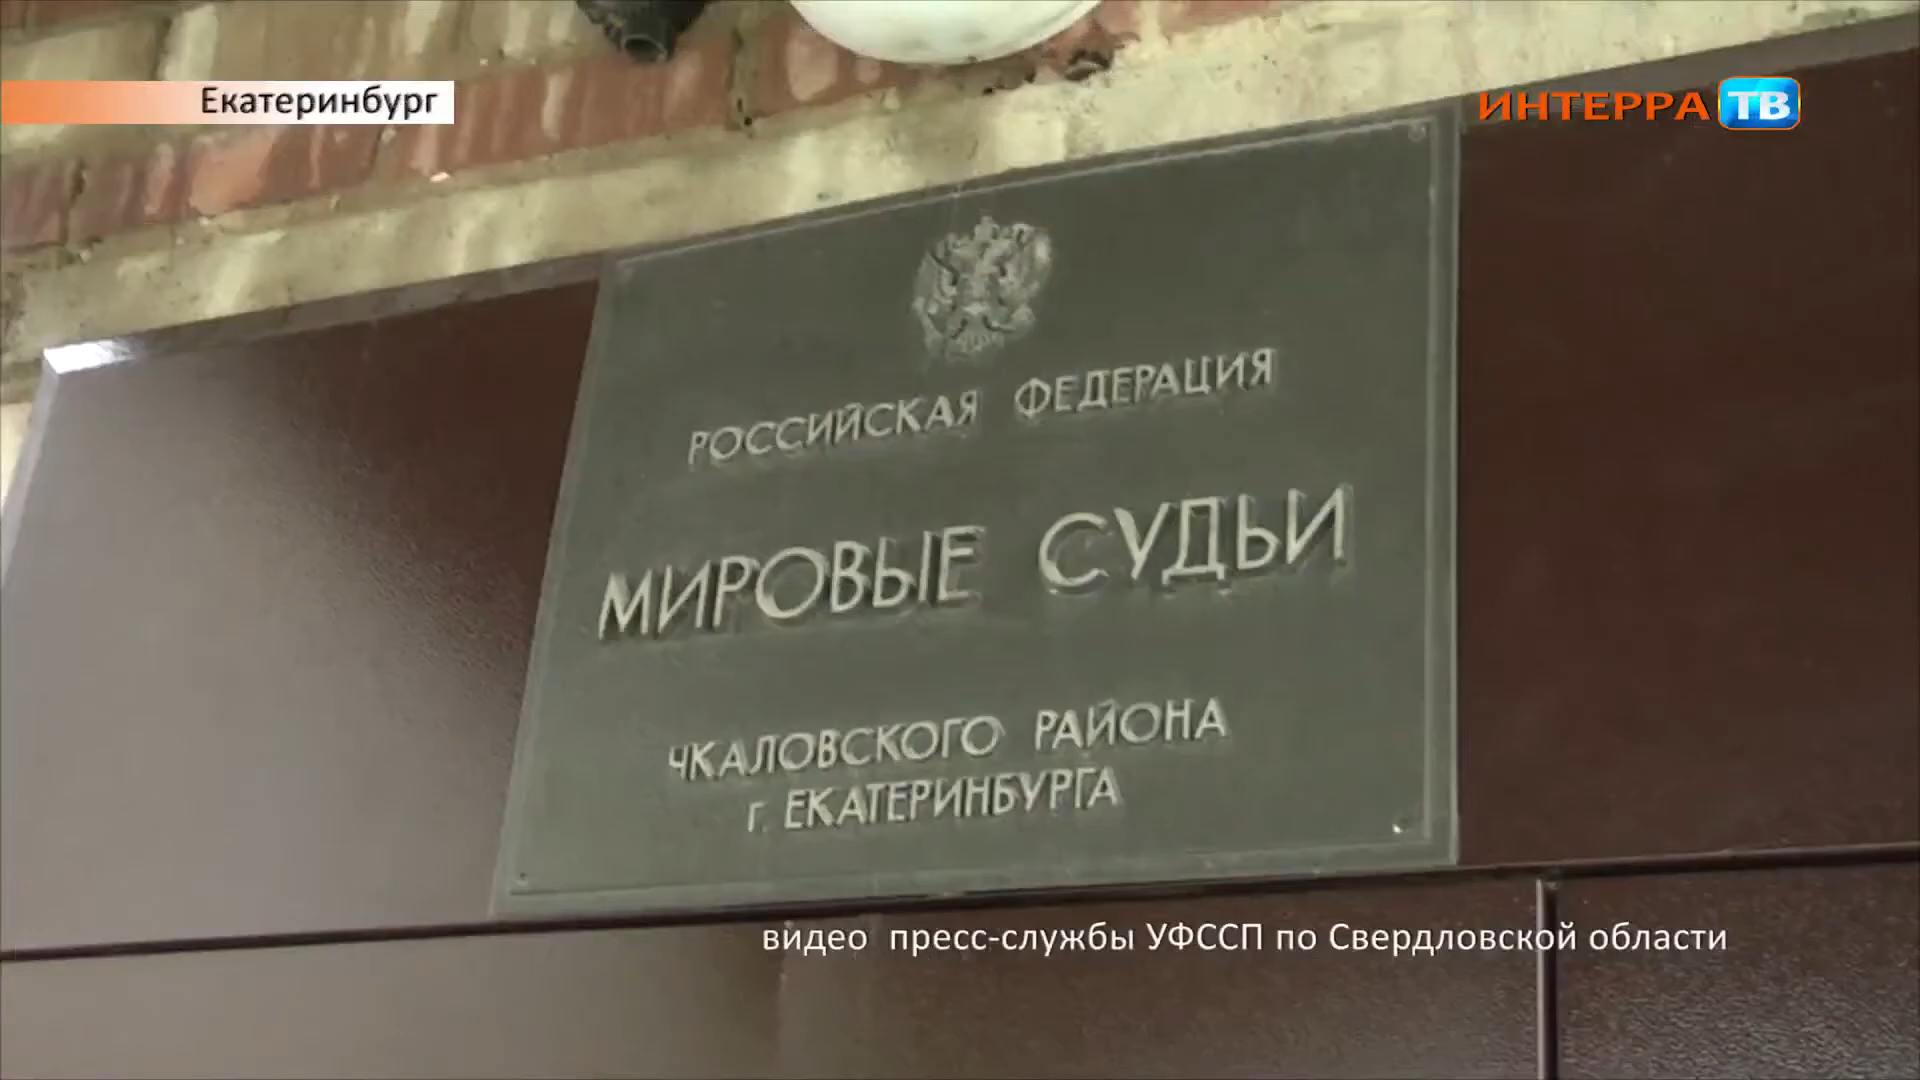 Екатеринбург
ИНТЕРРА ТВ
РОССИЙСКАЯ ФЕДЕРАЦИЯ
МИРОВЫЕ СУДЬИ
ЧКАЛОВСКОГО РАЙОНА
г. ЕКАТЕРИНБУРГА
видео пресс-службы УФССП по Свердловской области